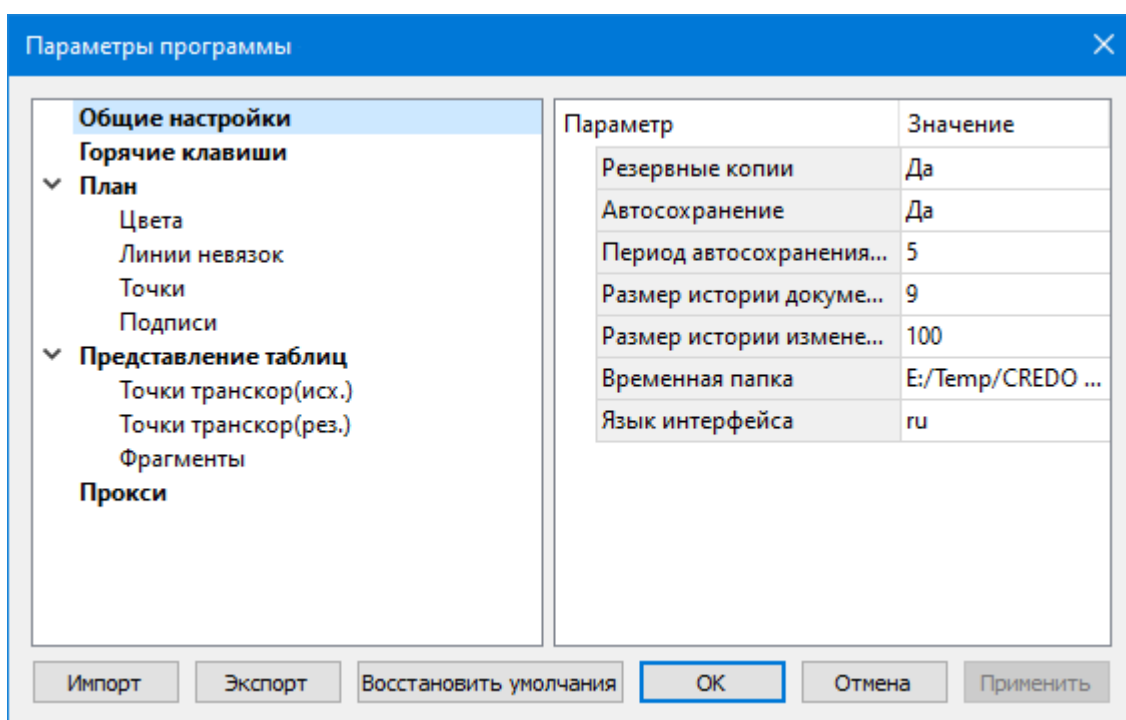 Параметры программы
Общие настройки
Горячие клавиши
План
Цвета
Линии невязок
Точки
Подписи
Представление таблиц
Точки транскор(исх.)
Точки транскор(рез.)
Фрагменты
Прокси
Параметр Значение
Резервные копии Да
Автосохранение Да
Период автосохранения... 5
Размер истории докуме... 9
Размер истории измене... 100
Временная папка E:/Temp/CREDO ...
Язык интерфейса ru
Импорт Экспорт Восстановить умолчания OK Отмена Применить